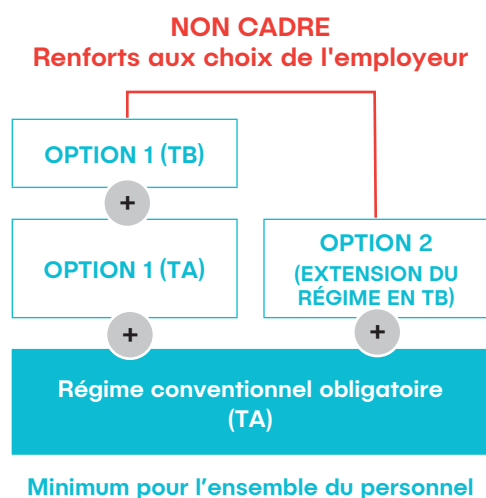 NON CADRE
Renforts aux choix de l'employeur
OPTION 1 (TB)
+
OPTION 1 (TA)
OPTION 2
(EXTENSION DU
RÉGIME EN TB)
+
+
Régime conventionnel obligatoire
(TA)
Minimum pour l’ensemble du personnel